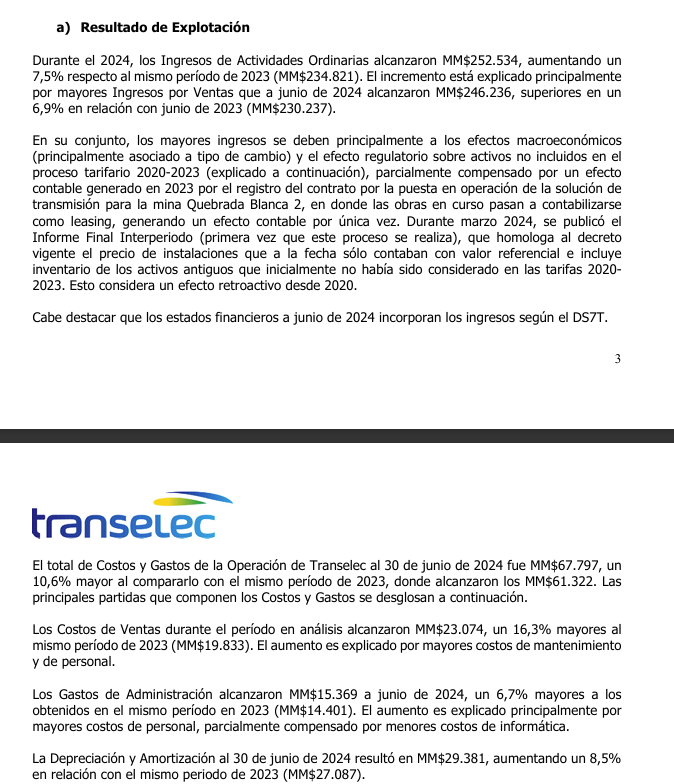 a) Resultado de Explotación
Durante el 2024, los Ingresos de Actividades Ordinarias alcanzaron MM$252.534, aumentando un
7,5% respecto al mismo período de 2023 (MM$234.821). El incremento está explicado principalmente
por mayores Ingresos por Ventas que a junio de 2024 alcanzaron MM$246.236, superiores en un
6,9% en relación con junio de 2023 (MM$230.237).
En su conjunto, los mayores ingresos se deben principalmente a los efectos macroeconómicos
(principalmente asociado a tipo de cambio) y el efecto regulatorio sobre activos no incluidos en el
proceso tarifario 2020-2023 (explicado a continuación), parcialmente compensado por un efecto
contable generado en 2023 por el registro del contrato por la puesta en operación de la solución de
transmisión para la mina Quebrada Blanca 2, en donde las obras en curso pasan a contabilizarse
como leasing, generando un efecto contable por única vez. Durante marzo 2024, se publicó el
Informe Final Interperiodo (primera vez que este proceso se realiza), que homologa al decreto
vigente el precio de instalaciones que a la fecha sólo contaban con valor referencial e incluye
inventario de los activos antiguos que inicialmente no había sido considerado en las tarifas 2020-
2023. Esto considera un efecto retroactivo desde 2020.
Cabe destacar que los estados financieros a junio de 2024 incorporan los ingresos según el DS7T.
3
transelec
El total de Costos y Gastos de la Operación de Transelec al 30 de junio de 2024 fue MM$67.797, un
10,6% mayor al compararlo con el mismo período de 2023, donde alcanzaron los MM$61.322. Las
principales partidas que componen los Costos y Gastos se desglosan a continuación.
Los Costos de Ventas durante el período en análisis alcanzaron MM$23.074, un 16,3% mayores al
mismo período de 2023 (MM$19.833). El aumento es explicado por mayores costos de mantenimiento
y de personal.
Los Gastos de Administración alcanzaron MM$15.369 a junio de 2024, un 6,7% mayores a los
obtenidos en el mismo período en 2023 (MM$14.401). El aumento es explicado principalmente por
mayores costos de personal, parcialmente compensado por menores costos de informática.
La Depreciación y Amortización al 30 de junio de 2024 resultó en MM$29.381, aumentando un 8,5%
en relación con el mismo periodo de 2023 (MM$27.087).